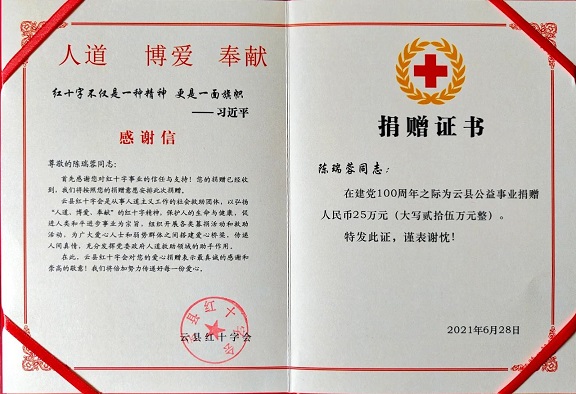 人道 博爱 奉献
红十字不仅是一种精神 更是一面旗帜
——习近平
感谢信
尊敬的陈瑞蓉同志：
首先感谢您对红十字事业的信任与支持！您的捐赠已经收
到，我们将按照您的捐赠意愿安排此次捐赠。
云县红十字会是从事人道主义工作的社会救助团体，以弘扬
“人道、博爱、奉献”的红十字精神，保护人的生命与健康，促
进人类和平进步事业为宗旨，组织开展各类募捐活动和救助
活动，为广大爱心人士和弱势群体之间搭建爱心桥梁，传递
人间真情，充分发挥党委政府人道救助领域的助手作用。
在此，云县红十字会对您的爱心捐赠表示最真诚的感谢和
崇高的敬意！我们将倍加努力传递好每一份爱心。
云县红十字会
云县红十字会
捐赠证书
陈瑞蓉同志：
在建党100周年之际为云县公益事业捐赠
人民币25万元（大写贰拾伍万元整）。
特发此证，谨表谢忱！
2021年6月28日